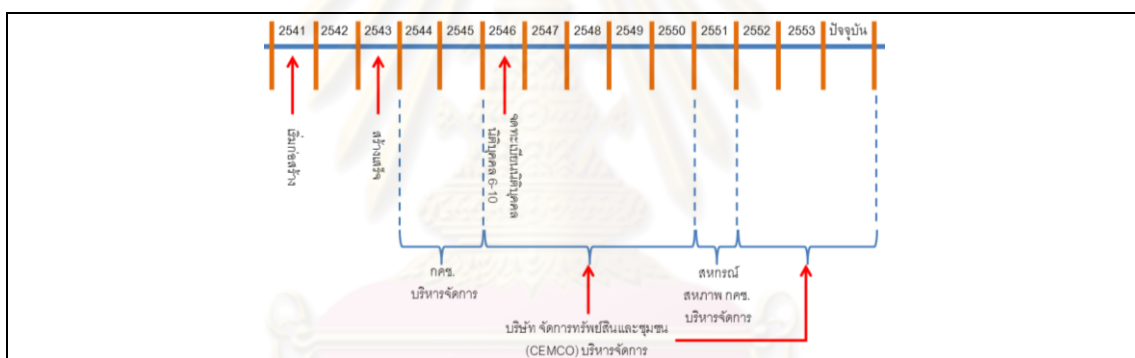 2541 2542 2543 2544 2545 2546 2547 2548 2549 2550 2551 2552 2553 ปัจจุบัน
เริ่มก่อสร้าง
สร้างเสร็จ
จดทะเบียนนิติบุคคล
นิติบุคคล 6-10
กคช.
บริหารจัดการ
สหกรณ์
สหภาพ กคช.
บริหารจัดการ
บริษัท จัดการทรัพย์สินและชุมชน
(CEMCO) บริหารจัดการ